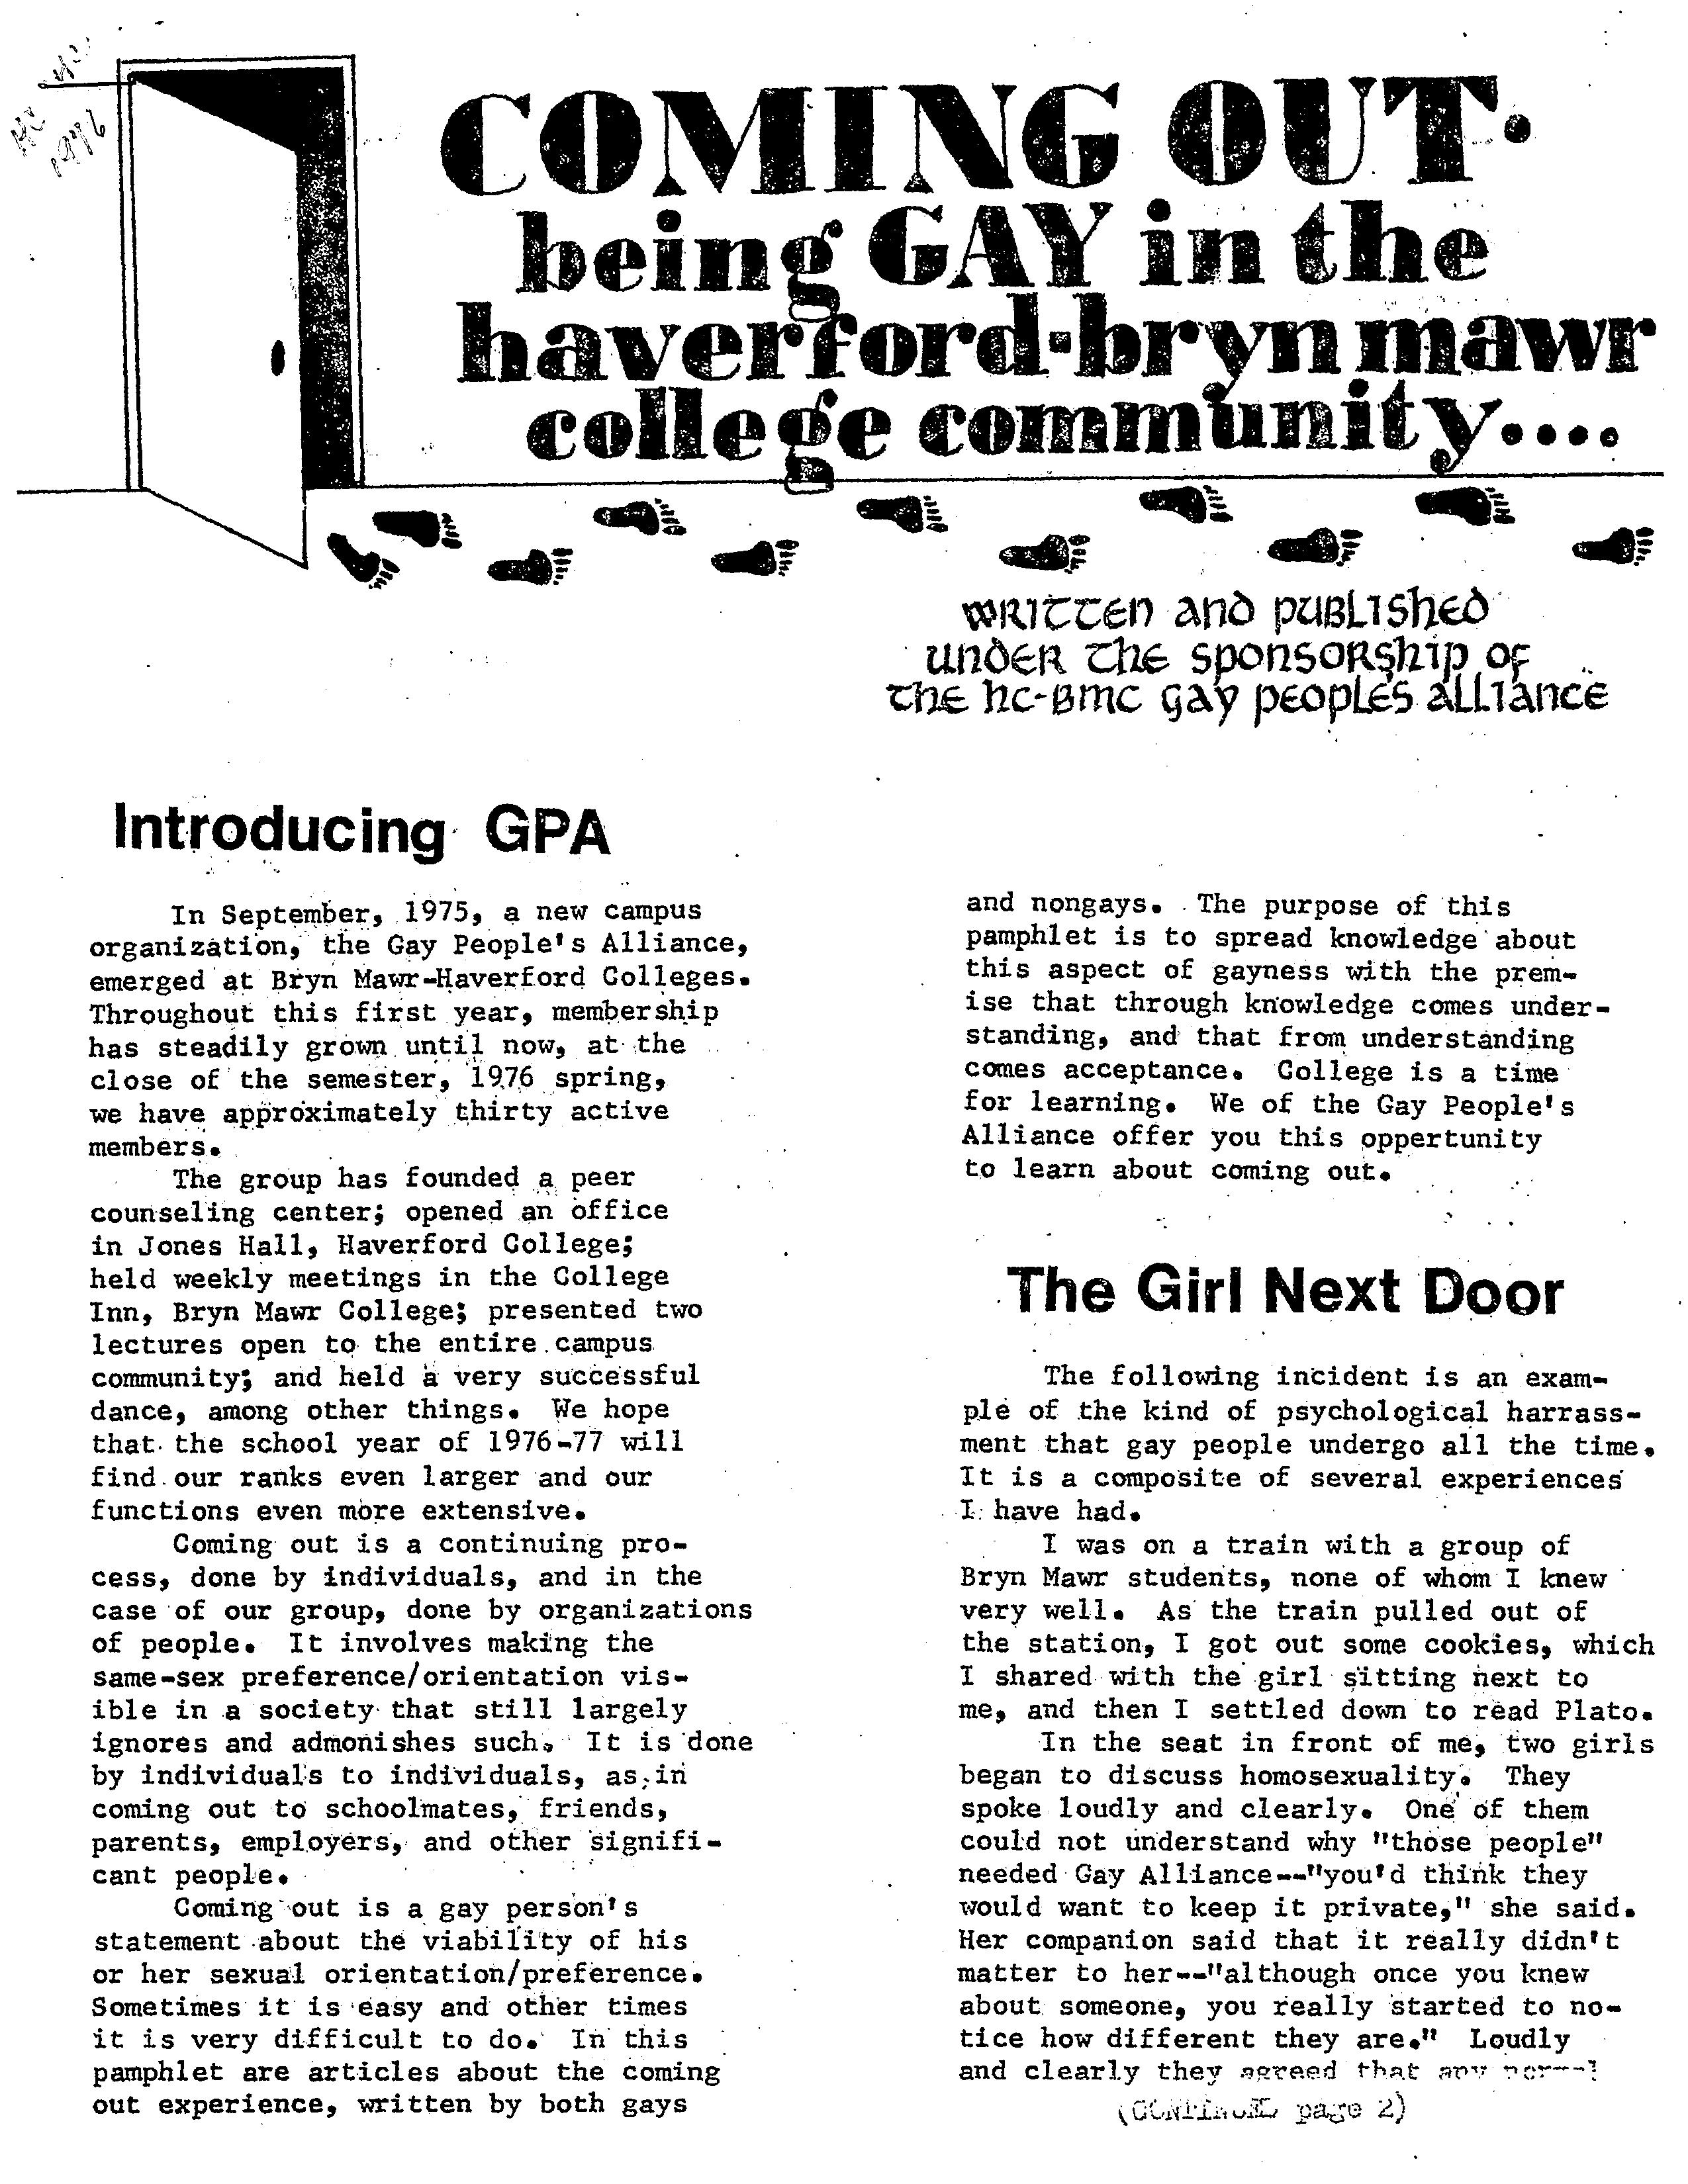 HC
1976
COMING OUT.
being GAY in the
haverford-bryn mawr
college community....
WRITTEN AND PUBLISHED
UNDER THE SPONSORSHIP OF
THE HC-BMC GAY PEOPLE'S ALLIANCE
Introducing GPA
In September, 1975, a new campus
organization, the Gay People's Alliance,
emerged at Bryn Mawr-Haverford Colleges.
Throughout this first year, membership
has steadily grown until now, at the
close of the semester, 1976 spring,
we have approximately thirty active
members.
The group has founded a peer
counseling center; opened an office
in Jones Hall, Haverford College;
held weekly meetings in the College
Inn, Bryn Mawr College; presented two
lectures open to the entire campus
community; and held a very successful
dance, among other things. We hope
that the school year of 1976-77 will
find our ranks even larger and our
functions even more extensive.
Coming out is a continuing pro-
cess, done by individuals, and in the
case of our group, done by organizations
of people. It involves making the
same-sex preference/orientation vis-
ible in a society that still largely
ignores and admonishes such. It is done
by individuals to individuals, as in
coming out to schoolmates, friends,
parents, employers, and other signifi-
cant people.
Coming out is a gay person's
statement about the viability of his
or her sexual orientation/preference.
Sometimes it is easy and other times
it is very difficult to do. In this
pamphlet are articles about the coming
out experience, written by both gays
and nongays. The purpose of this
pamphlet is to spread knowledge about
this aspect of gayness with the prem-
ise that through knowledge comes under-
standing, and that from understanding
comes acceptance. College is a time
for learning. We of the Gay People's
Alliance offer you this oppertunity
to learn about coming out.
The Girl Next Door
The following incident is an exam-
ple of the kind of psychological harrass-
ment that gay people undergo all the time.
It is a composite of several experiences
I have had.
I was on a train with a group of
Bryn Mawr students, none of whom I knew
very well. As the train pulled out of
the station, I got out some cookies, which
I shared with the girl sitting next to
me, and then I settled down to read Plato.
In the seat in front of me, two girls
began to discuss homosexuality. They
spoke loudly and clearly. One of them
could not understand why "those people"
needed Gay Alliance--"you'd think they
would want to keep it private," she said.
Her companion said that it really didn't
matter to her--"although once you knew
about someone, you really started to no-
tice how different they are." Loudly
and clearly they agreed that any normal
(CONTINUED page 2)